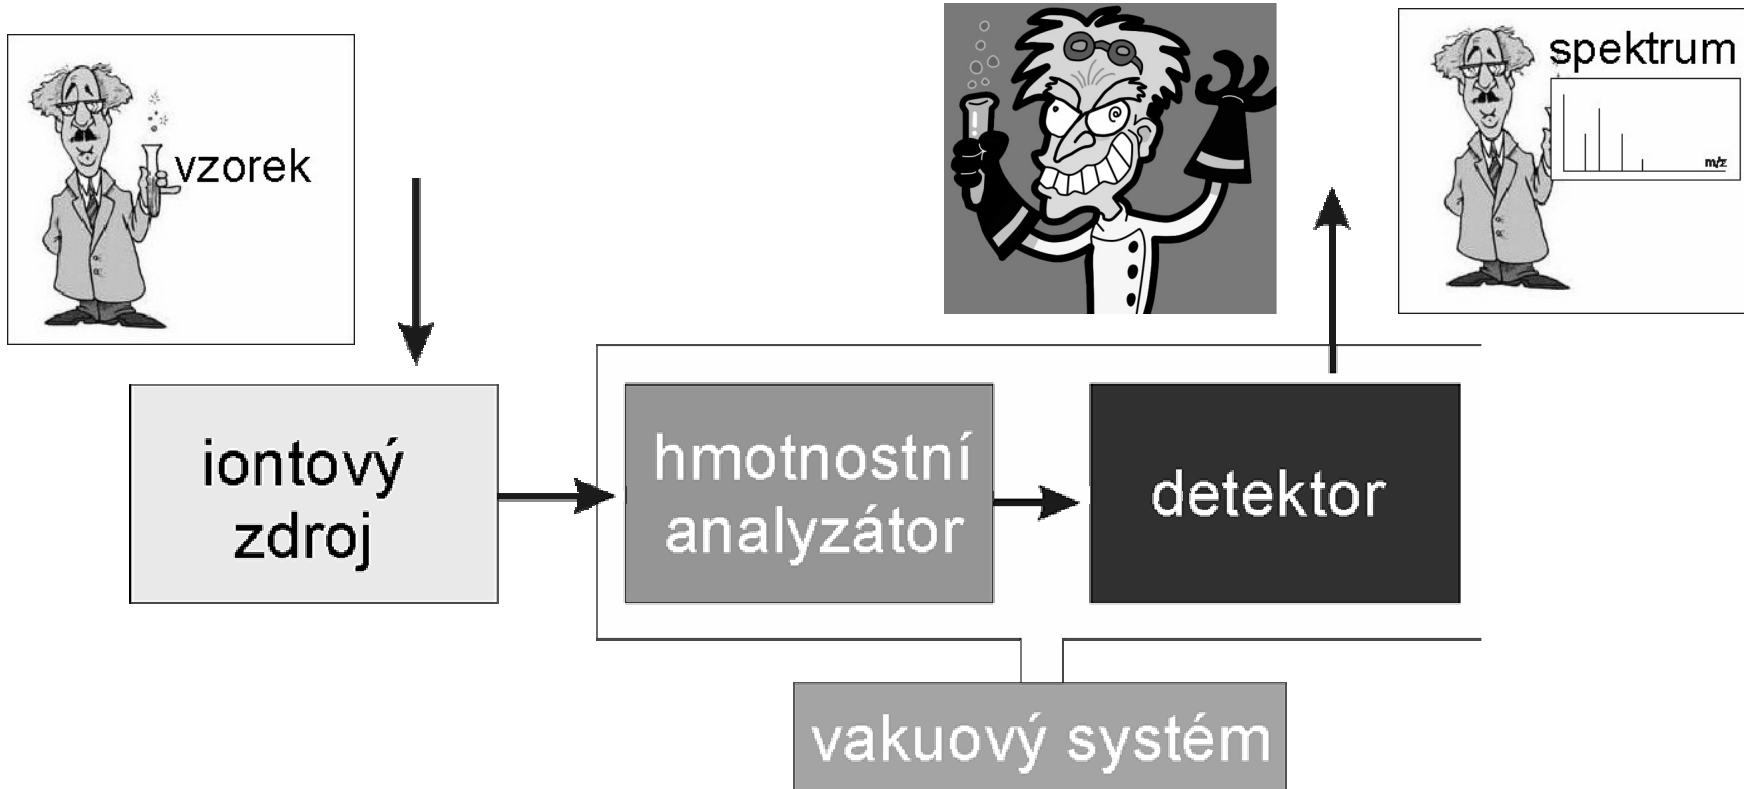 vzorek
spektrum
m/z
iontový
zdroj
hmotnostní
analyzátor
detektor
vakuový systém